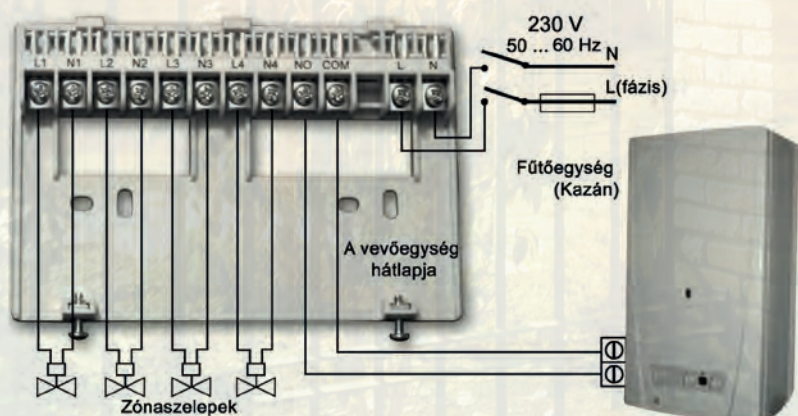 230 V
50 ... 60 Hz
N
L(fázis)
L1 N1 L2 N2 L3 N3 L4 N4 NO COM L N
Fűtőegység
(Kazán)
A vevőegység
hátlapja
Zónaszelepek